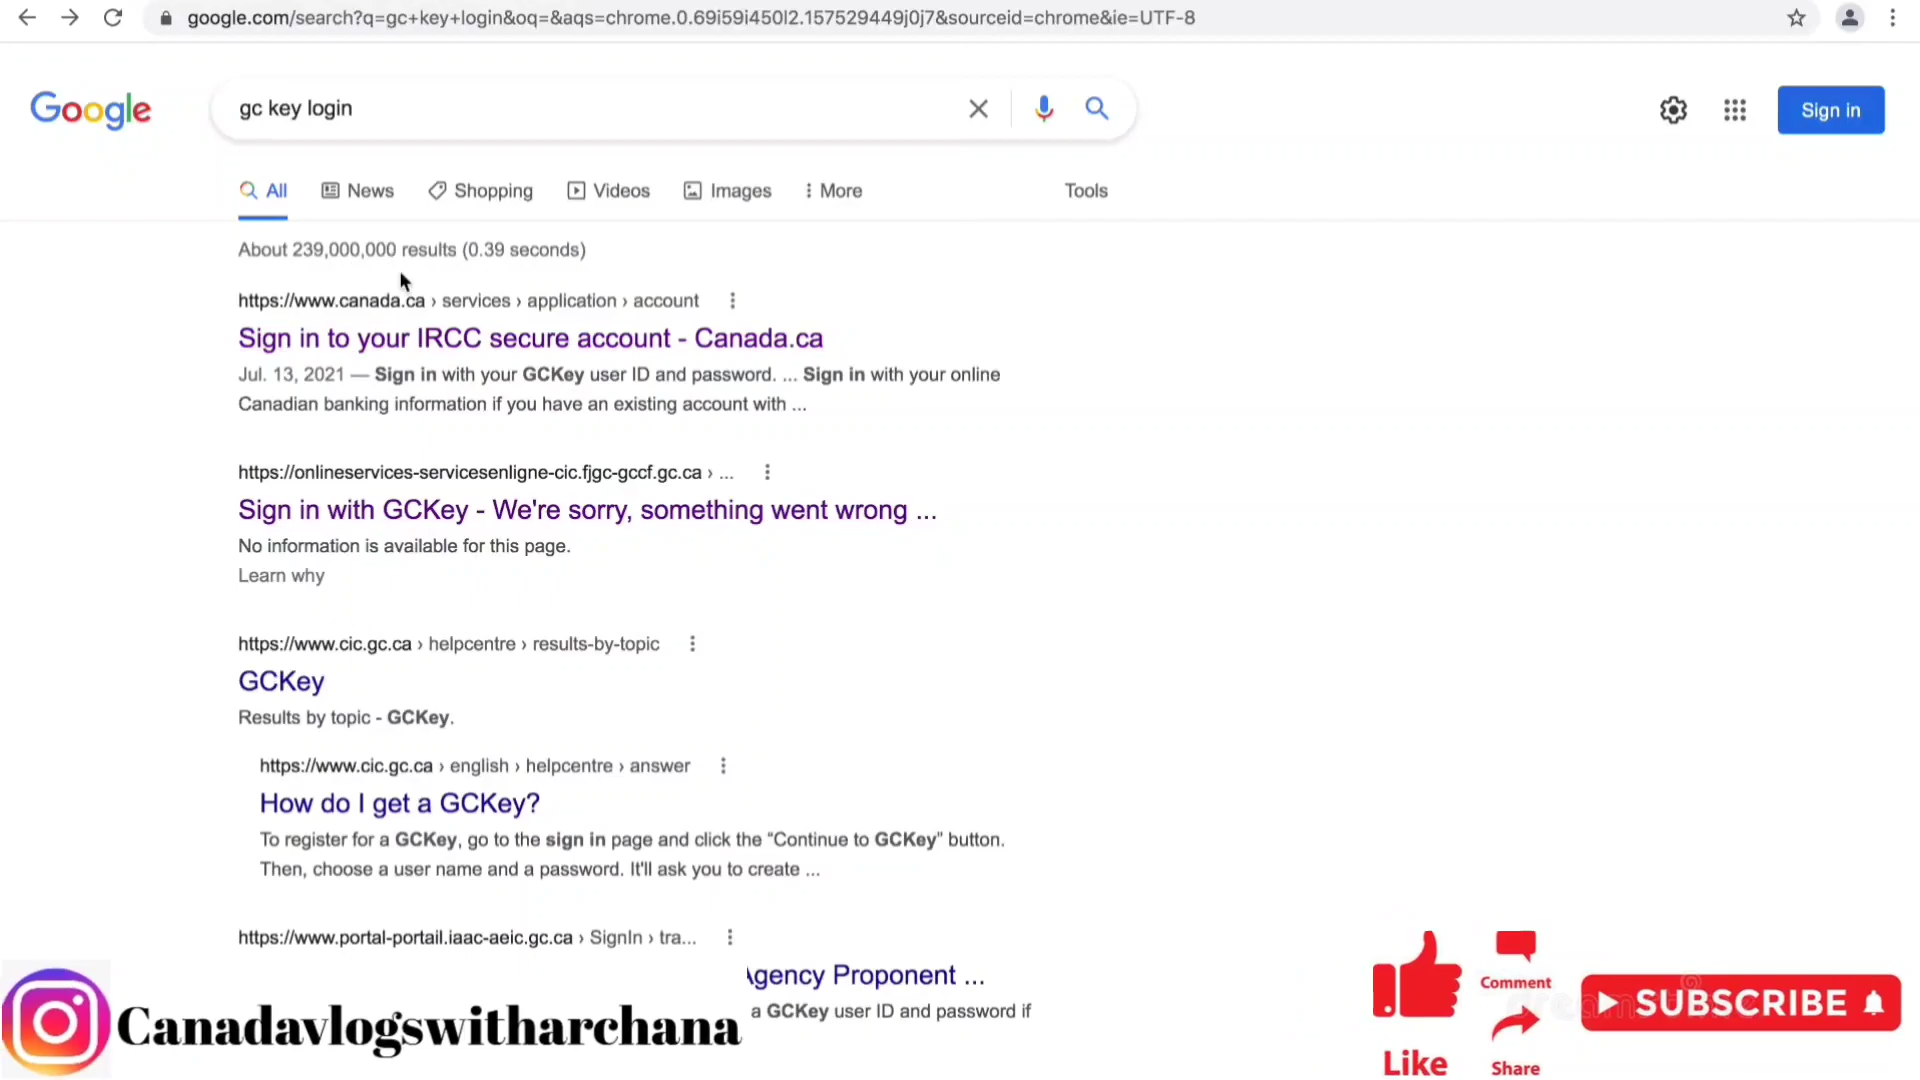 google.com/search?q=gc+key+login&oq=&aqs=chrome.0.69i59i450l2.157529449j0j7&sourceid=chrome&ie=UTF-8
Google
gc key login
Sign in
All
News
Shopping
Videos
Images
More
Tools
About 239,000,000 results (0.39 seconds)
https://www.canada.ca › services › application › account
Sign in to your IRCC secure account - Canada.ca
Jul. 13, 2021 — Sign in with your GCKey user ID and password. ... Sign in with your online
Canadian banking information if you have an existing account with ...
https://onlineservices-servicesenligne-cic.fjgc-gccf.gc.ca › ...
Sign in with GCKey - We're sorry, something went wrong ...
No information is available for this page.
Learn why
https://www.cic.gc.ca › helpcentre › results-by-topic
GCKey
Results by topic - GCKey.
https://www.cic.gc.ca › english › helpcentre › answer
How do I get a GCKey?
To register for a GCKey, go to the sign in page and click the “Continue to GCKey” button.
Then, choose a user name and a password. It'll ask you to create ...
https://www.portal-portail.iaac-aeic.gc.ca › SignIn › tra...
Agency Proponent ...
a GCKey user ID and password if
Canadavlogswitharchana
Like
Comment
Share
SUBSCRIBE